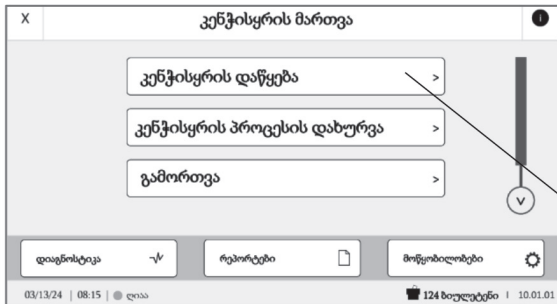 X კენჭისყრის მართვა i
კენჭისყრის დაწყება >
კენჭისყრის პროცესის დახურვა >
გამორთვა >
დიაგნოსტიკა
რეპორტები
მოწყობილობები
03/13/24 | 08:15 | ღიაა
124 ბიულეტენი | 10.01.01